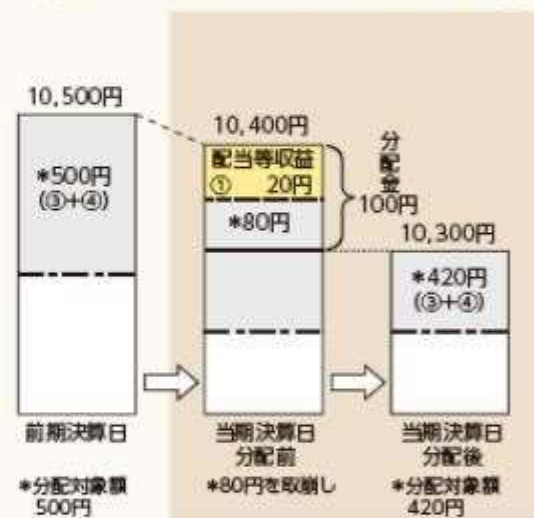 10,500円
*500円
(③+④)
前期決算日
*分配対象額
500円
10,400円
配当等収益
① 20円
*80円
分配金
100円
当期決算日
分配前
*80円を取崩し
10,300円
*420円
(③+④)
当期決算日
分配後
*分配対象額
420円